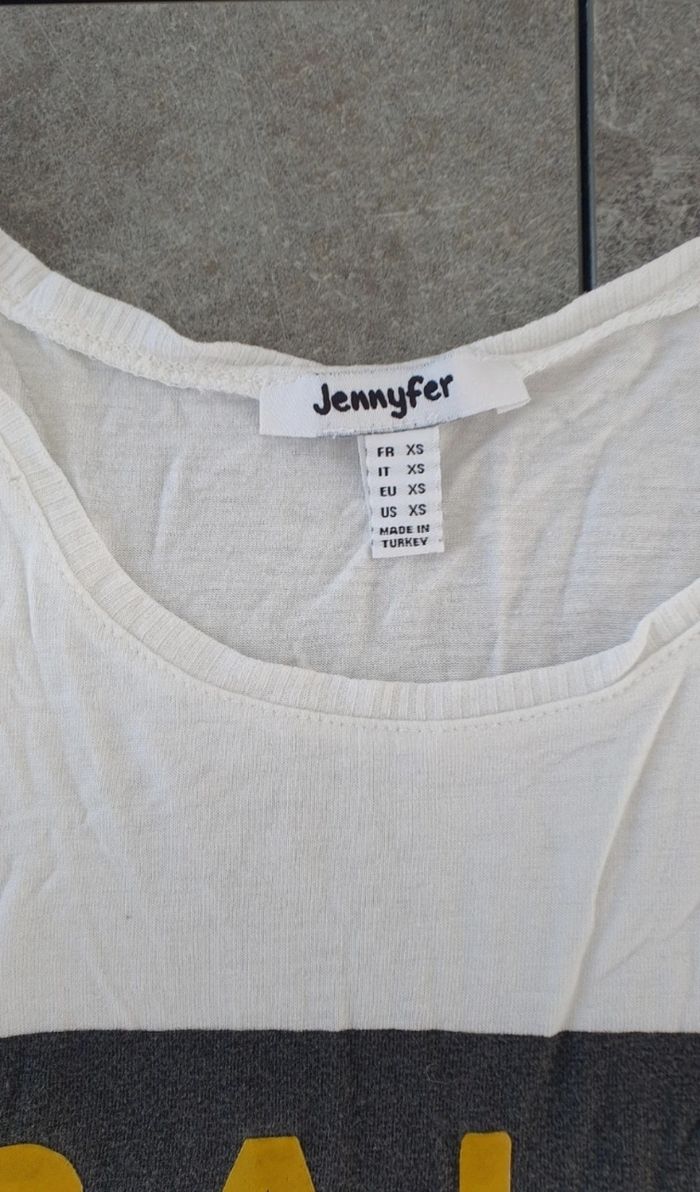 Jennyfer
FR XS
IT XS
EU XS
US XS
MADE IN
TURKEY